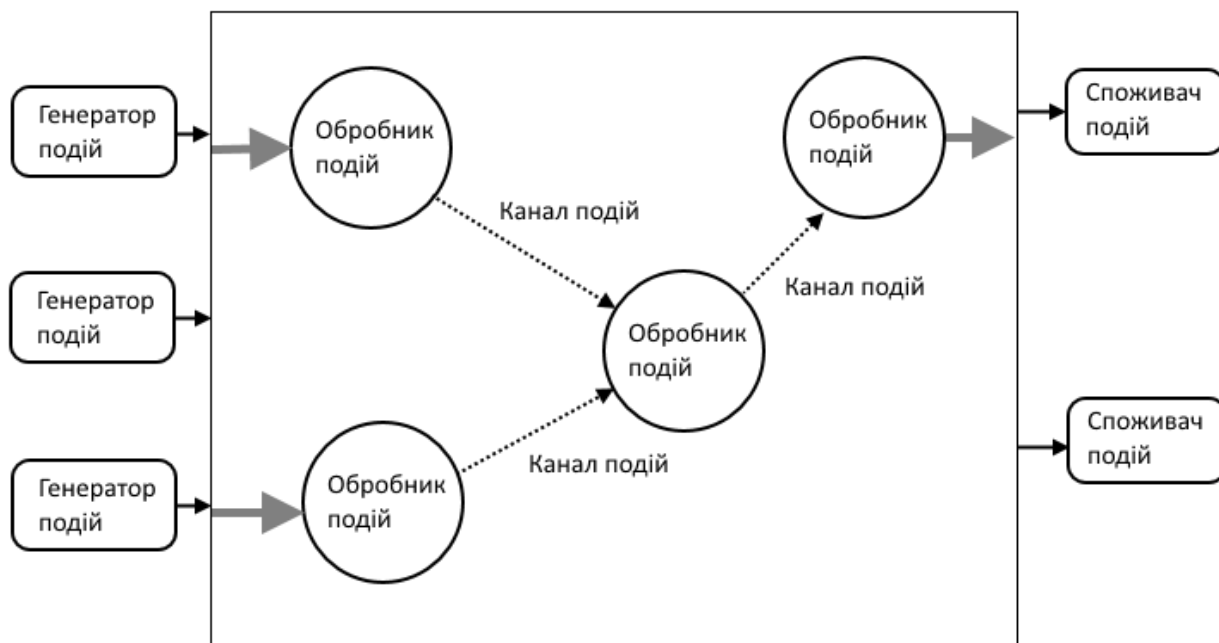 Генератор
подій
Обробник
подій
Обробник
подій
Споживач
подій
Канал подій
Генератор
подій
Канал подій
Обробник
подій
Генератор
подій
Обробник
подій
Канал подій
Споживач
подій